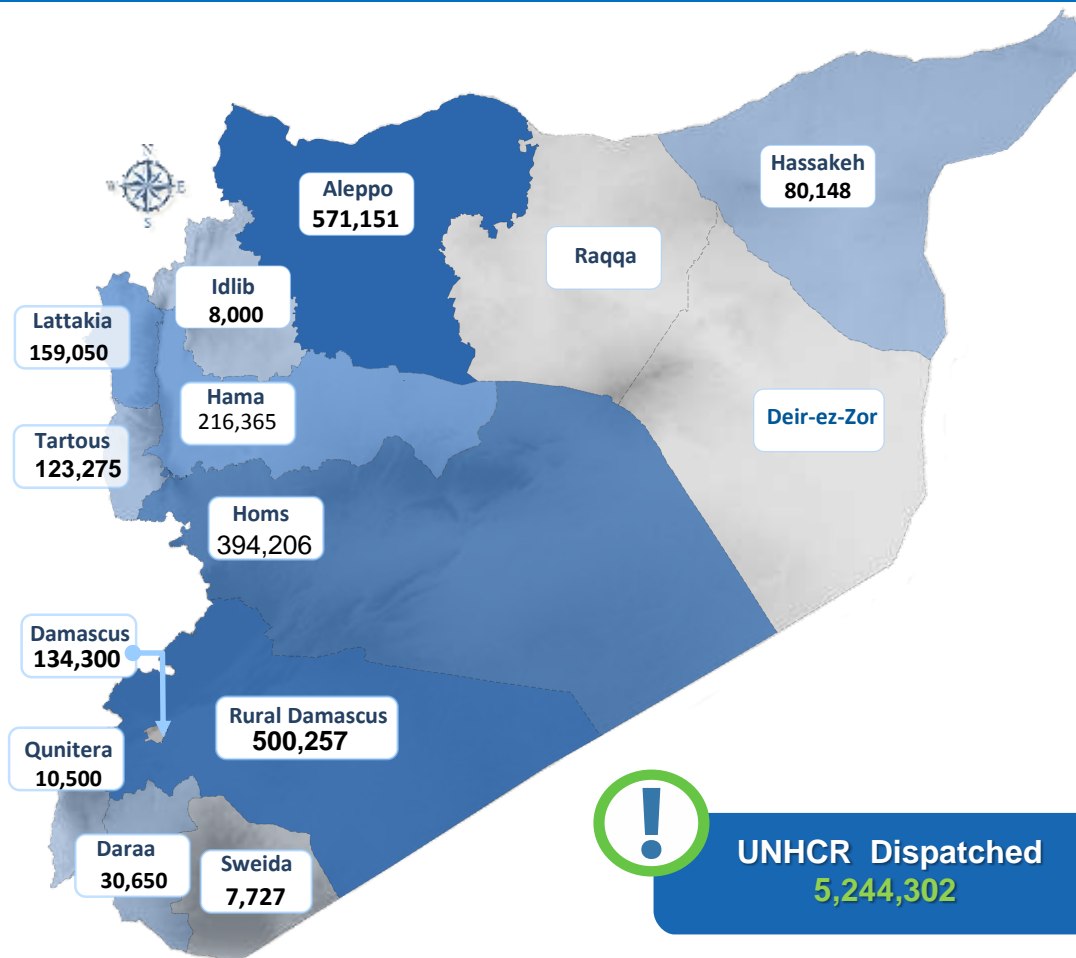 N
W
E
S
Aleppo
571,151
Hassakeh
80,148
Raqqa
Idlib
8,000
Lattakia
159,050
Hama
216,365
Deir-ez-Zor
Tartous
123,275
Homs
394,206
Damascus
134,300
Rural Damascus
500,257
Qunitera
10,500
Daraa
30,650
Sweida
7,727
!
UNHCR Dispatched
5,244,302